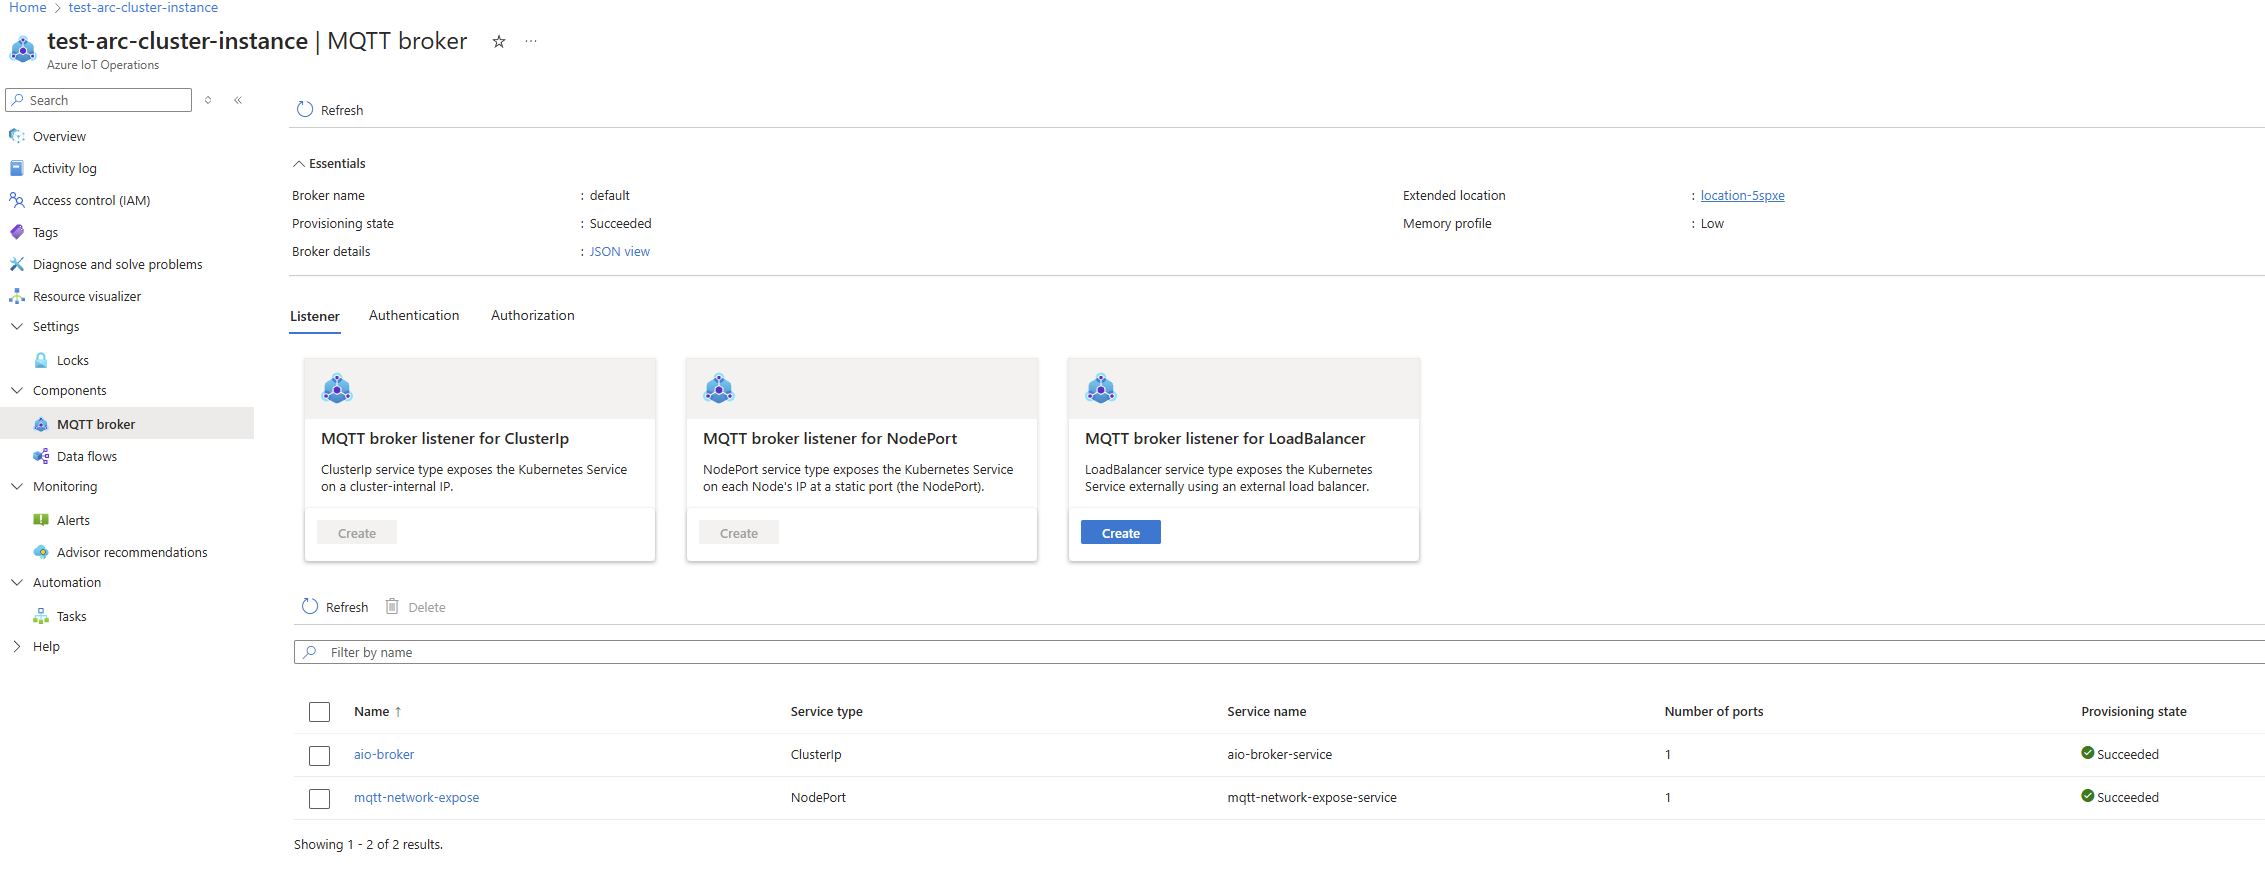 Home > test-arc-cluster-instance
test-arc-cluster-instance | MQTT broker
Azure IoT Operations
Search
Overview
Activity log
Access control (IAM)
Tags
Diagnose and solve problems
Resource visualizer
Settings
Locks
Components
MQTT broker
Data flows
Monitoring
Alerts
Advisor recommendations
Automation
Tasks
Help
Refresh
Essentials
Broker name : default
Provisioning state : Succeeded
Broker details : JSON view
Extended location : location-5spxe
Memory profile : Low
Listener Authentication Authorization
MQTT broker listener for ClusterIp
ClusterIp service type exposes the Kubernetes Service
on a cluster-internal IP.
Create
MQTT broker listener for NodePort
NodePort service type exposes the Kubernetes Service
on each Node's IP at a static port (the NodePort).
Create
MQTT broker listener for LoadBalancer
LoadBalancer service type exposes the Kubernetes
Service externally using an external load balancer.
Create
Refresh Delete
Filter by name
Name ↑ Service type Service name Number of ports Provisioning state
aio-broker ClusterIp aio-broker-service 1 Succeeded
mqtt-network-expose NodePort mqtt-network-expose-service 1 Succeeded
Showing 1 - 2 of 2 results.